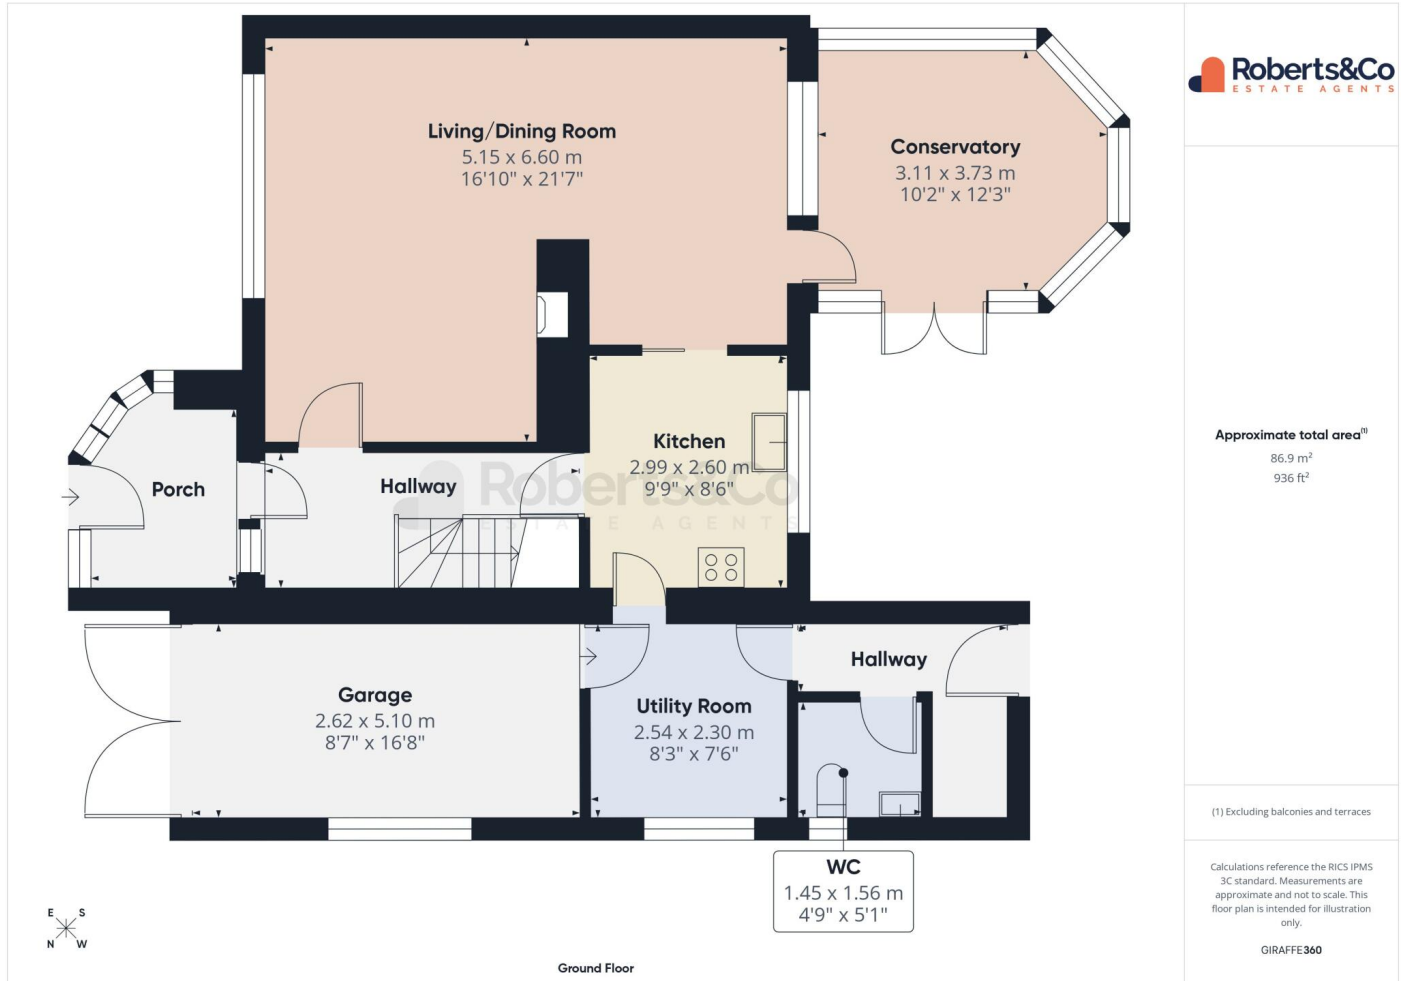 Living/Dining Room
5.15 x 6.60 m
16'10" x 21'7"
Conservatory
3.11 x 3.73 m
10'2" x 12'3"
Kitchen
2.99 x 2.60 m
9'9" x 8'6"
Porch
Hallway
Roberts&Co
ESTATE AGENTS
Garage
2.62 x 5.10 m
8'7" x 16'8"
Utility Room
2.54 x 2.30 m
8'3" x 7'6"
Hallway
WC
1.45 x 1.56 m
4'9" x 5'1"
E S
N W
Ground Floor
Roberts&Co
ESTATE AGENTS
Approximate total area(1)
86.9 m²
936 ft²
(1) Excluding balconies and terraces
Calculations reference the RICS IPMS
3C standard. Measurements are
approximate and not to scale. This
floor plan is intended for illustration
only.
GIRAFFE360